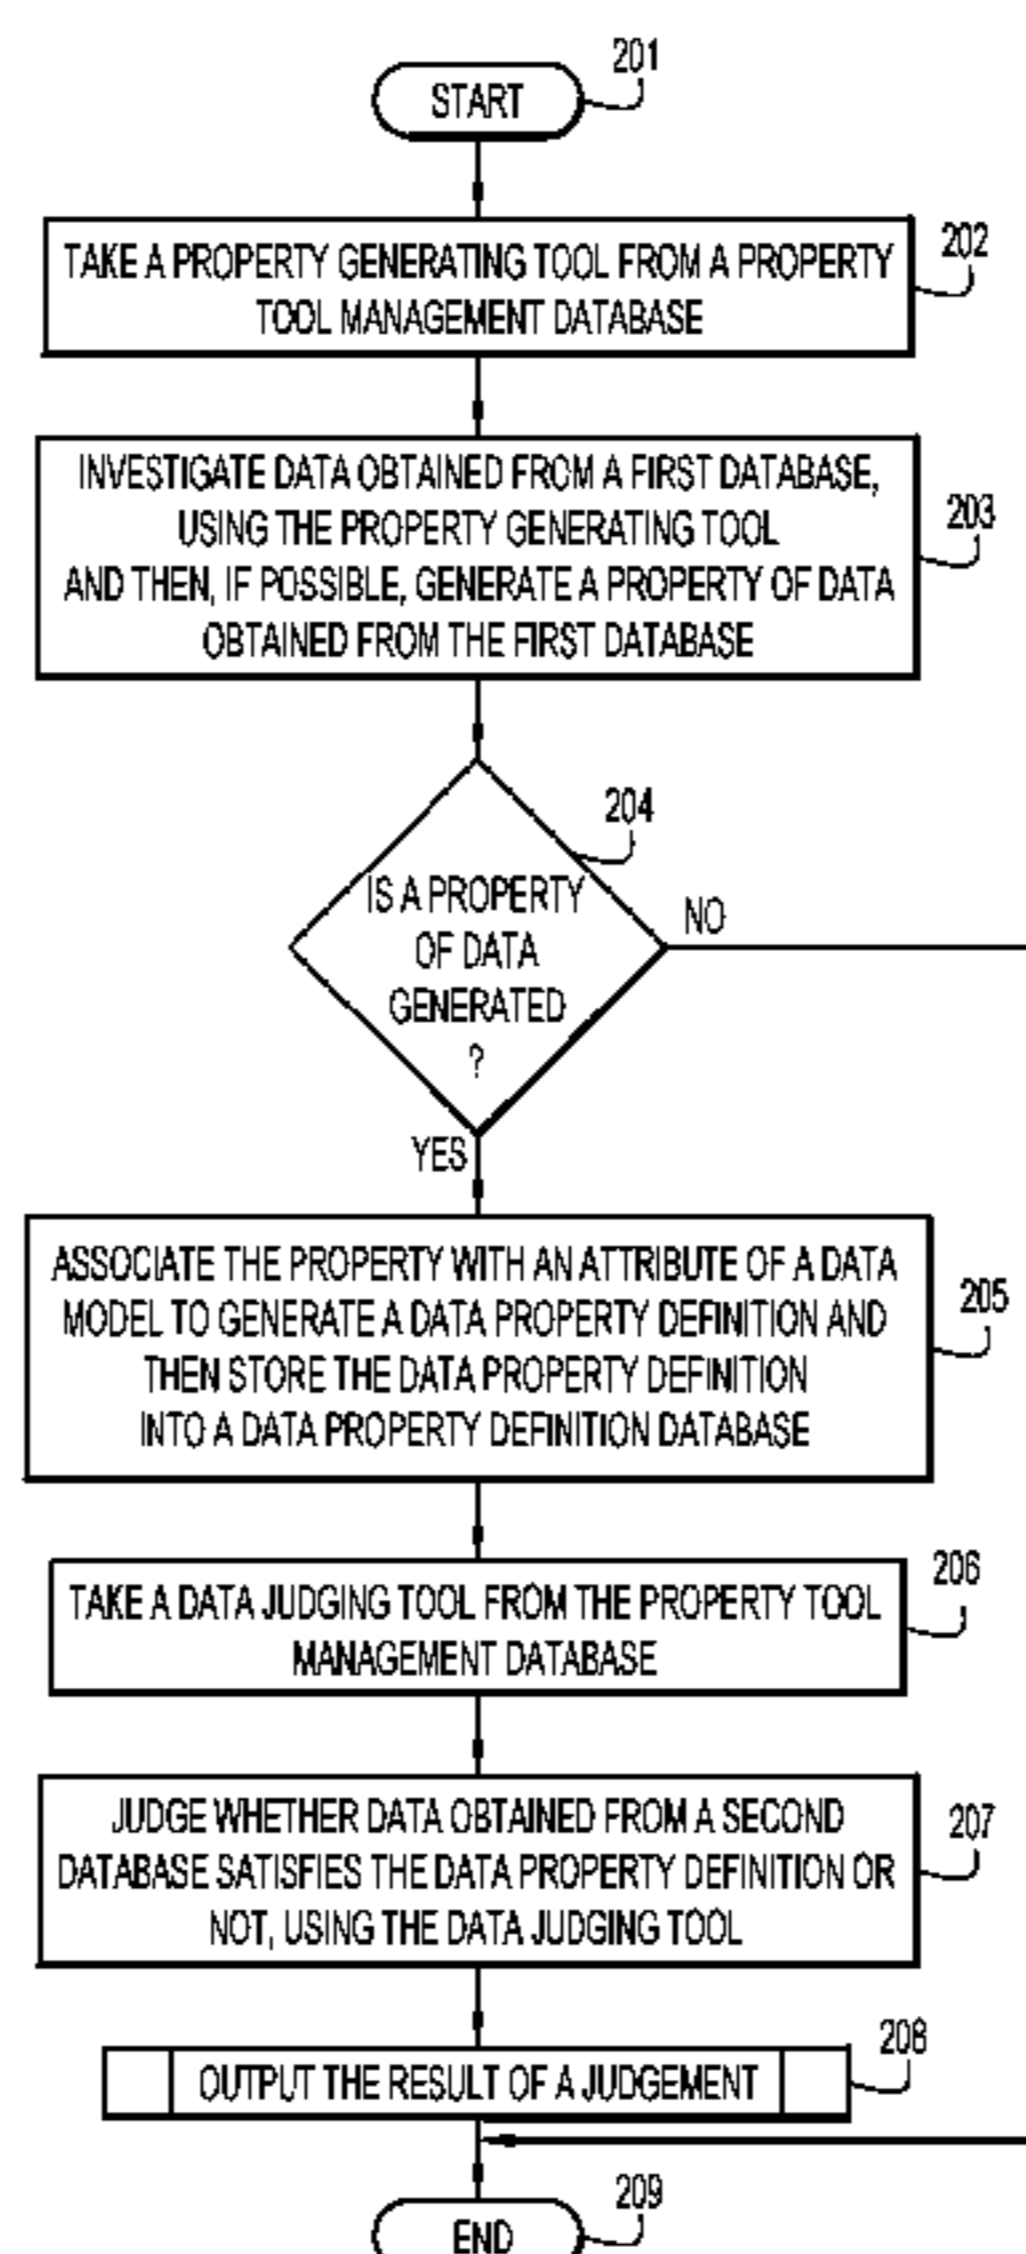 201
START
202
TAKE A PROPERTY GENERATING TOOL FROM A PROPERTY
TOOL MANAGEMENT DATABASE
INVESTIGATE DATA OBTAINED FROM A FIRST DATABASE,
USING THE PROPERTY GENERATING TOOL
203
AND THEN, IF POSSIBLE, GENERATE A PROPERTY OF DATA
OBTAINED FROM THE FIRST DATABASE
204
IS A PROPERTY
OF DATA
GENERATED
?
NO
YES
ASSOCIATE THE PROPERTY WITH AN ATTRIBUTE OF A DATA
MODEL TO GENERATE A DATA PROPERTY DEFINITION AND
THEN STORE THE DATA PROPERTY DEFINITION
INTO A DATA PROPERTY DEFINITION DATABASE
205
TAKE A DATA JUDGING TOOL FROM THE PROPERTY TOOL
MANAGEMENT DATABASE
206
JUDGE WHETHER DATA OBTAINED FROM A SECOND
DATABASE SATISFIES THE DATA PROPERTY DEFINITION OR
NOT, USING THE DATA JUDGING TOOL
207
OUTPUT THE RESULT OF A JUDGEMENT
208
209
END